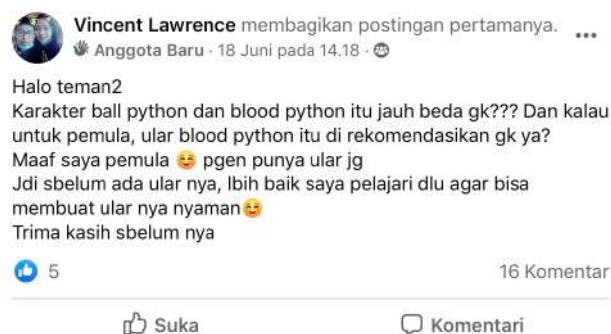 Vincent Lawrence membagikan postingan pertamanya.
Anggota Baru · 18 Juni pada 14.18 ·
Halo teman2
Karakter ball python dan blood python itu jauh beda gk??? Dan kalau
untuk pemula, ular blood python itu di rekomendasikan gk ya?
Maaf saya pemula 😊 pgen punya ular jg
Jdi sbelum ada ular nya, lbih baik saya pelajari dlu agar bisa
membuat ular nya nyaman😊
Trima kasih sbelum nya
5
16 Komentar
Suka
Komentari